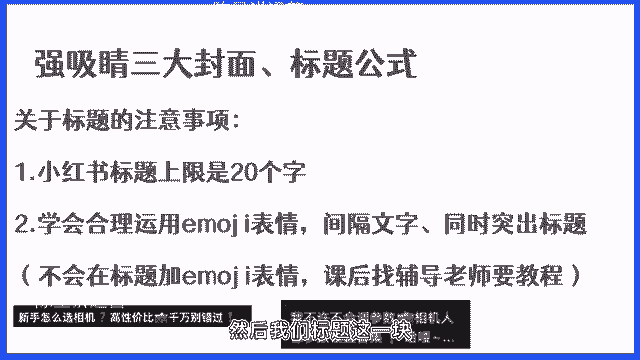 强吸睛三大封面、标题公式
关于标题的注意事项：
1.小红书标题上限是20个字
2.学会合理运用emoji表情，间隔文字、同时突出标题
（不会在标题加emoji表情，课后找辅导老师要教程）
新手怎么选相机？高性价比 千万别错过！
然后我们标题这一块